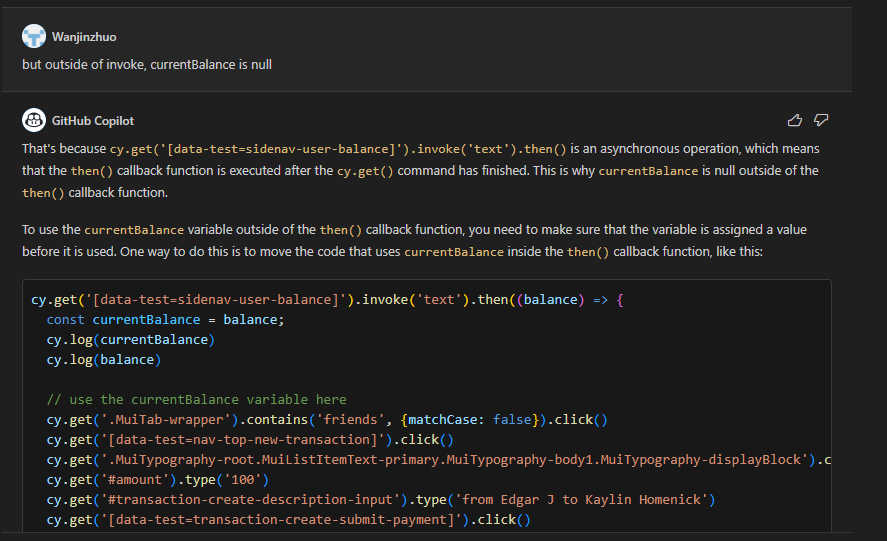 Wanjinzhuo
but outside of invoke, currentBalance is null
GitHub Copilot
That's because cy.get('[data-test=sidenav-user-balance]').invoke('text').then() is an asynchronous operation, which means
that the then() callback function is executed after the cy.get() command has finished. This is why currentBalance is null outside of the
then() callback function.
To use the currentBalance variable outside of the then() callback function, you need to make sure that the variable is assigned a value
before it is used. One way to do this is to move the code that uses currentBalance inside the then() callback function, like this:
cy.get('[data-test=sidenav-user-balance]').invoke('text').then((balance) => {
  const currentBalance = balance;
  cy.log(currentBalance)
  cy.log(balance)
  // use the currentBalance variable here
  cy.get('.MuiTab-wrapper').contains('friends', {matchCase: false}).click()
  cy.get('[data-test=nav-top-new-transaction]').click()
  cy.get('.MuiTypography-root.MuiListItemText-primary.MuiTypography-body1.MuiTypography-displayBlock').c
  cy.get('#amount').type('100')
  cy.get('#transaction-create-description-input').type('from Edgar J to Kaylin Homenick')
  cy.get('[data-test=transaction-create-submit-payment]').click()